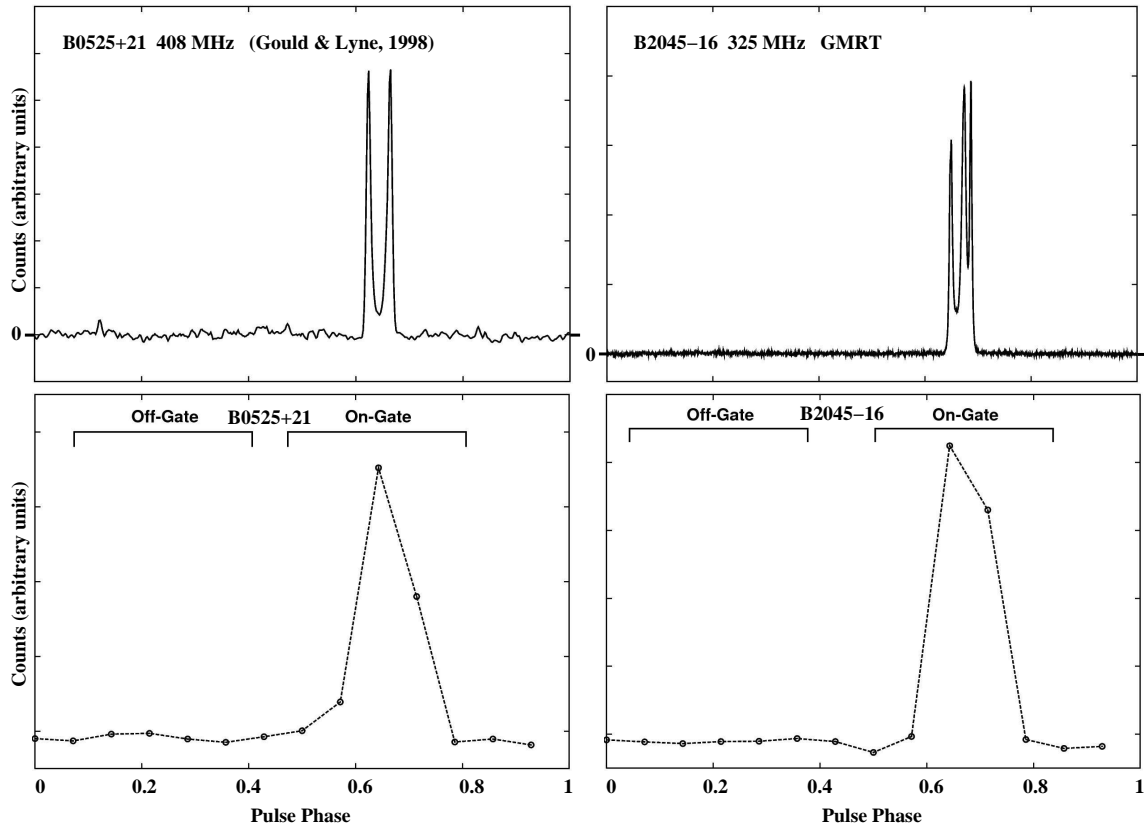 B0525+21 408 MHz (Gould & Lyne, 1998)
Counts (arbitrary units)
0
B2045−16 325 MHz GMRT
0
Off-Gate B0525+21 On-Gate
Counts (arbitrary units)
0 0.2 0.4 0.6 0.8 1
Pulse Phase
Off-Gate B2045−16 On-Gate
0 0.2 0.4 0.6 0.8 1
Pulse Phase